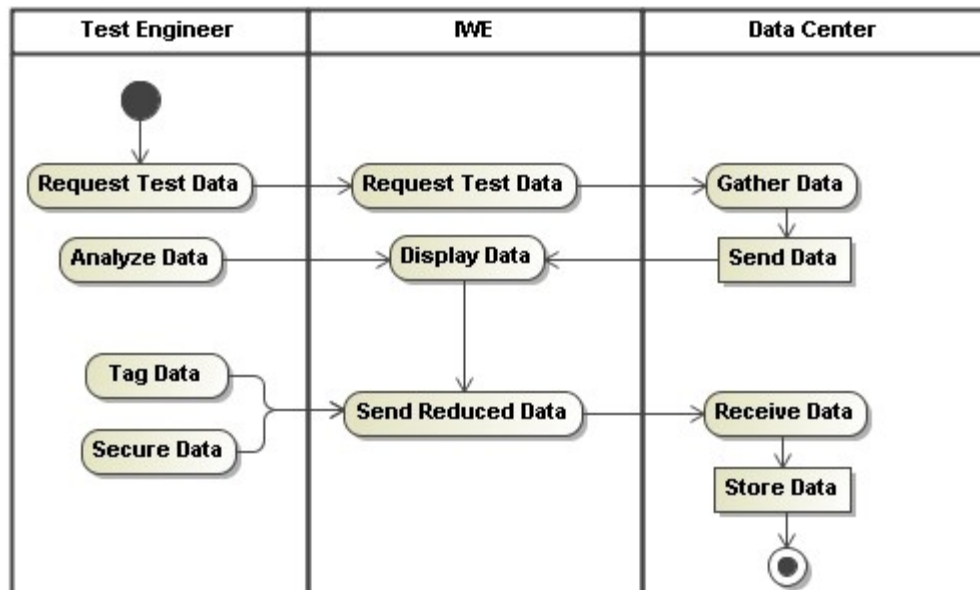 Test Engineer
IWE
Data Center
Request Test Data
Request Test Data
Gather Data
Analyze Data
Display Data
Send Data
Tag Data
Send Reduced Data
Receive Data
Secure Data
Store Data